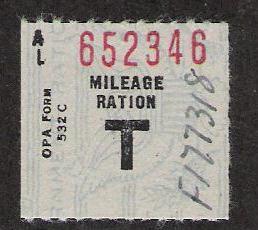 AL
652346
MILEAGE
RATION
T
OPA FORM
532 C
F177318